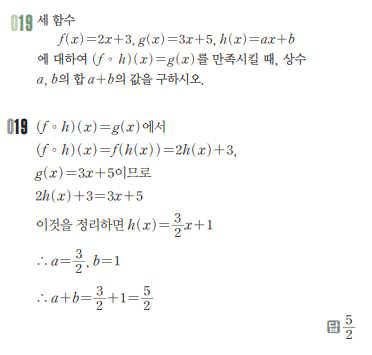 019 세 함수
f(x)=2x+3, g(x)=3x+5, h(x)=ax+b
에 대하여 (f∘h)(x)=g(x)를 만족시킬 때, 상수
a, b의 합 a+b의 값을 구하시오.
019 (f∘h)(x)=g(x)에서
(f∘h)(x)=f(h(x))=2h(x)+3,
g(x)=3x+5이므로
2h(x)+3=3x+5
이것을 정리하면 h(x)=3/2x+1
∴ a=3/2, b=1
∴ a+b=3/2+1=5/2
답 5/2